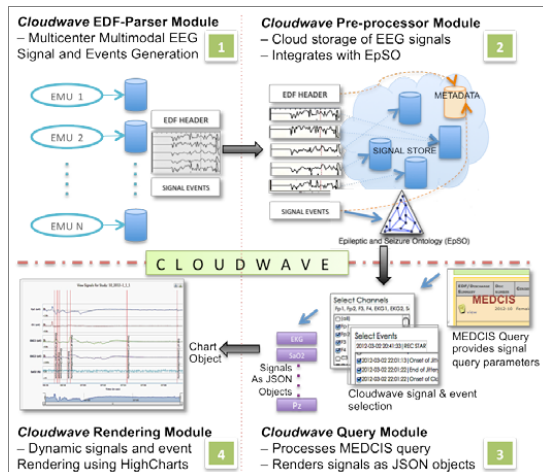 Cloudwave EDF-Parser Module
– Multicenter Multimodal EEG
Signal and Events Generation
1
EMU 1
EMU 2
EMU N
EDF HEADER
SIGNAL EVENTS
Cloudwave Pre-processor Module
– Cloud storage of EEG signals
– Integrates with EpSO
2
EDF HEADER
SIGNAL EVENTS
METADATA
SIGNAL STORE
Epileptic and Seizure Ontology (EpSO)
CLOUDWAVE
Chart
Object
EKG
SaO2
Signals
As JSON
Objects
Pz
Select Channels
Select Events
MEDCIS
MEDCIS Query
provides signal
query parameters
Cloudwave signal & event
selection
Cloudwave Rendering Module
– Dynamic signals and event
Rendering using HighCharts
4
Cloudwave Query Module
– Processes MEDCIS query
– Renders signals as JSON objects
3